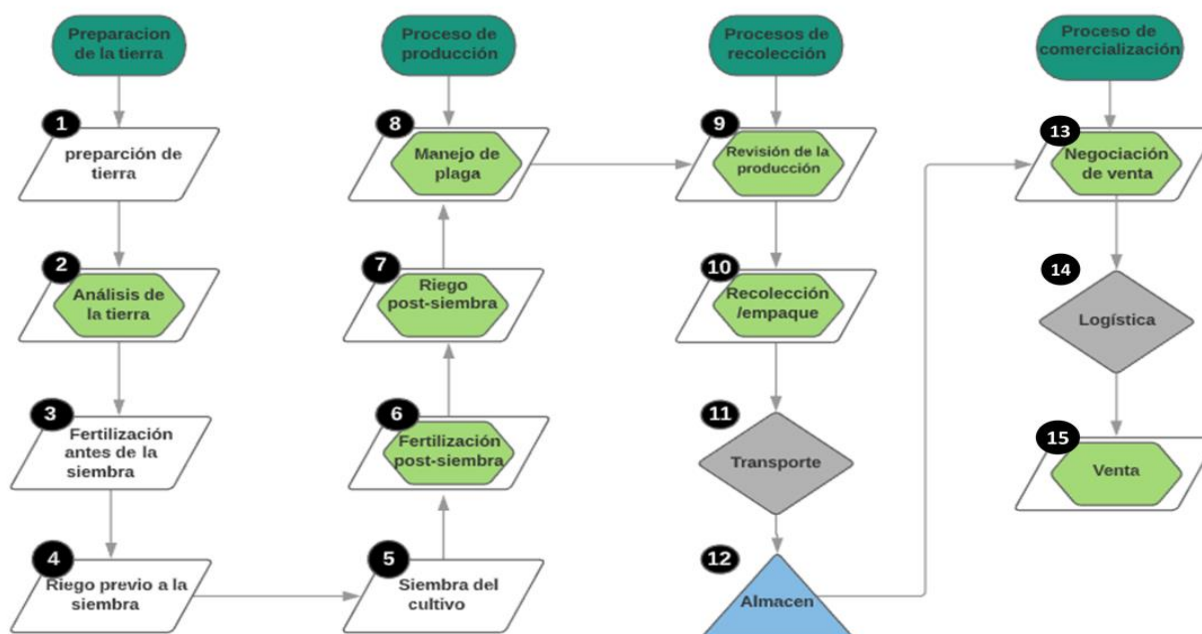 Preparacion
de la tierra
1
preparción de
tierra
2
Análisis de
la tierra
3
Fertilización
antes de la
siembra
4
Riego previo a la
siembra
Proceso de
producción
8
Manejo de
plaga
7
Riego
post-siembra
6
Fertilización
post-siembra
5
Siembra del
cultivo
Procesos de
recolección
9
Revisión de la
producción
10
Recolección
/empaque
11
Transporte
12
Almacen
Proceso de
comercialización
13
Negociación
de venta
14
Logística
15
Venta